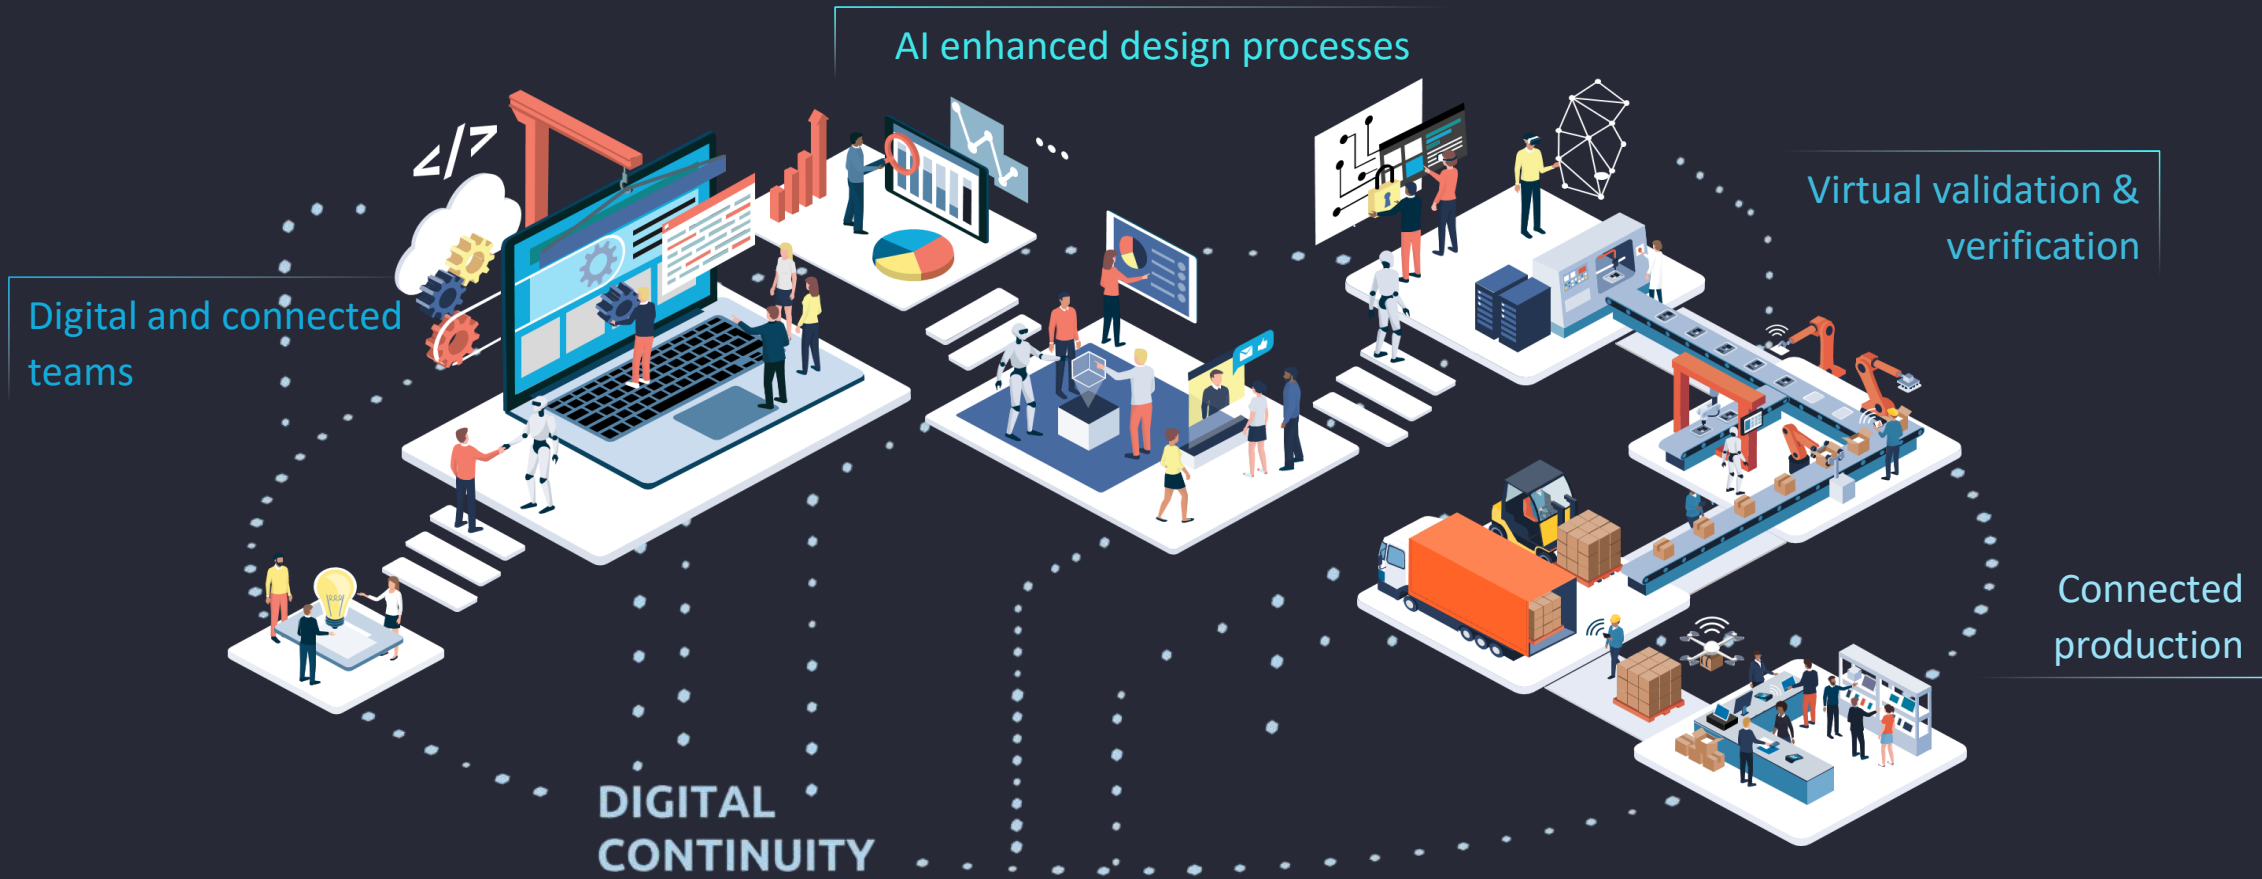 AI enhanced design processes
Virtual validation &
verification
Digital and connected
teams
</>
Connected
production
DIGITAL
CONTINUITY